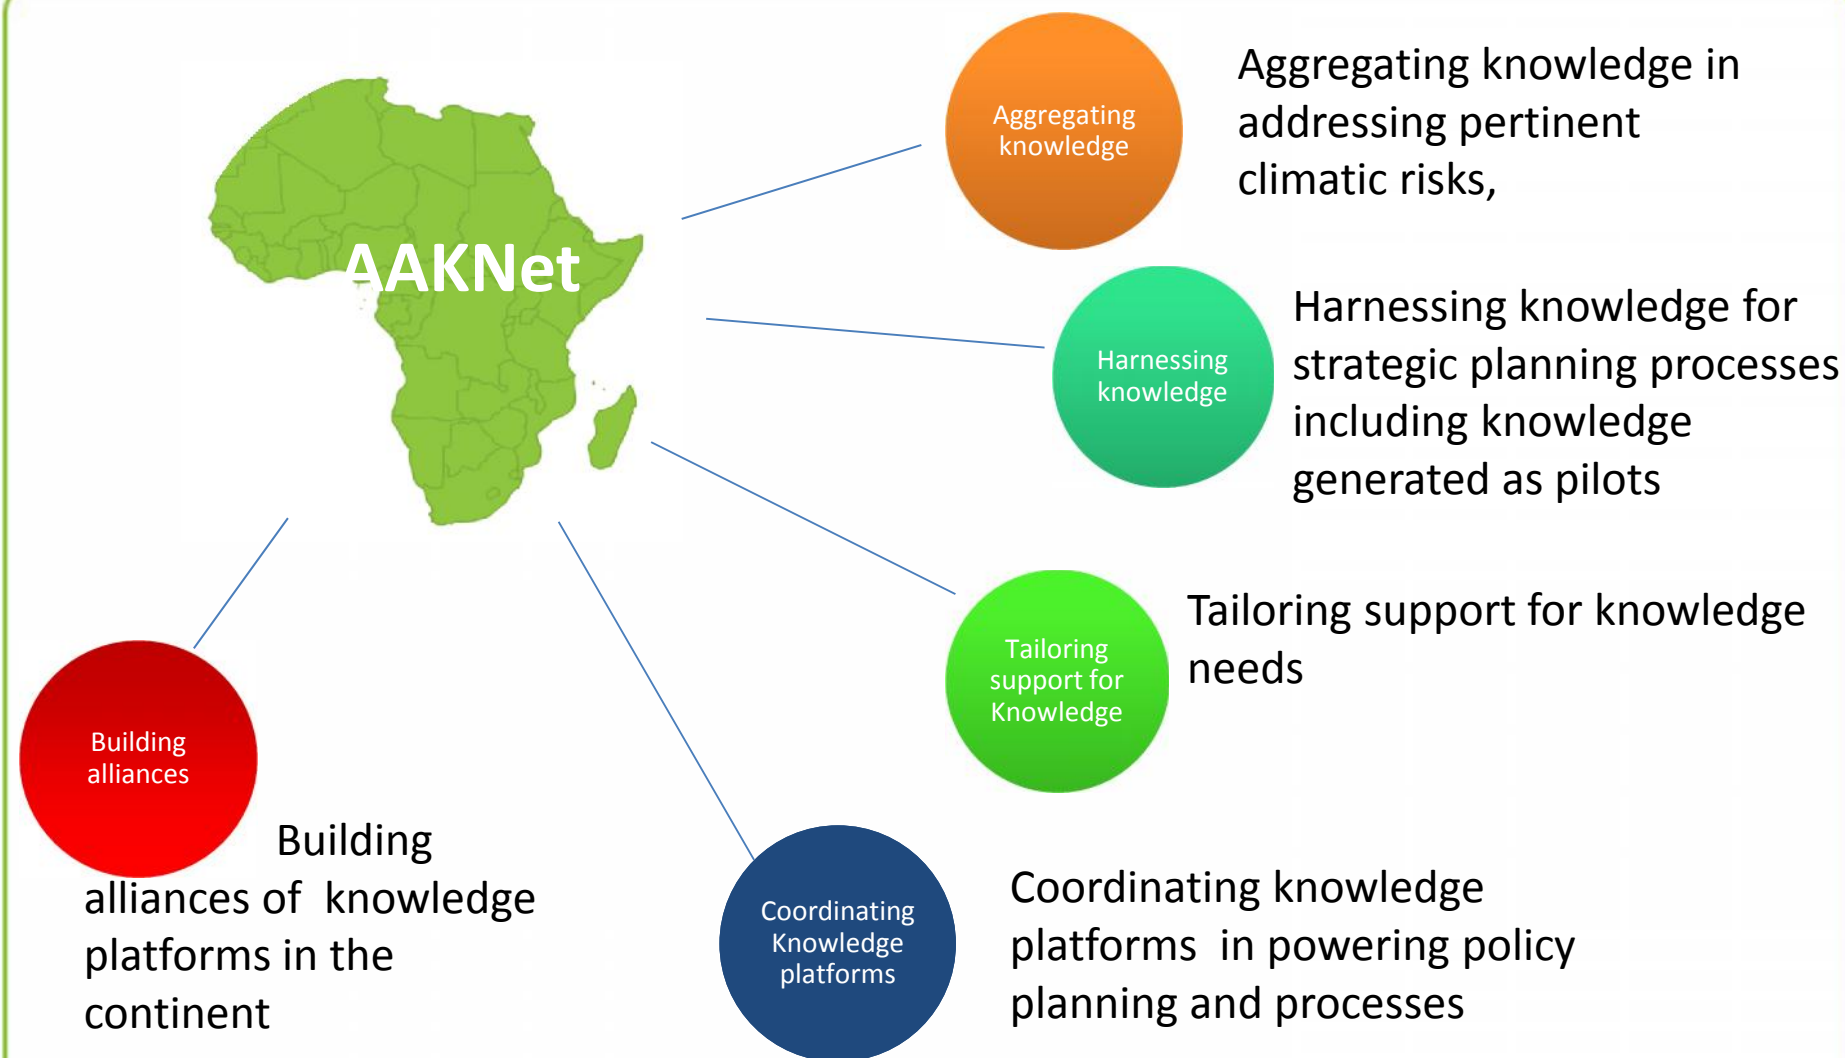 AAKNet
Aggregating
knowledge
Aggregating knowledge in
addressing pertinent
climatic risks,
Harnessing
knowledge
Harnessing knowledge for
strategic planning processes
including knowledge
generated as pilots
Tailoring
support for
Knowledge
Tailoring support for knowledge
needs
Building
alliances
Building
alliances of  knowledge
platforms in the
continent
Coordinating
Knowledge
platforms
Coordinating knowledge
platforms  in powering policy
planning and processes